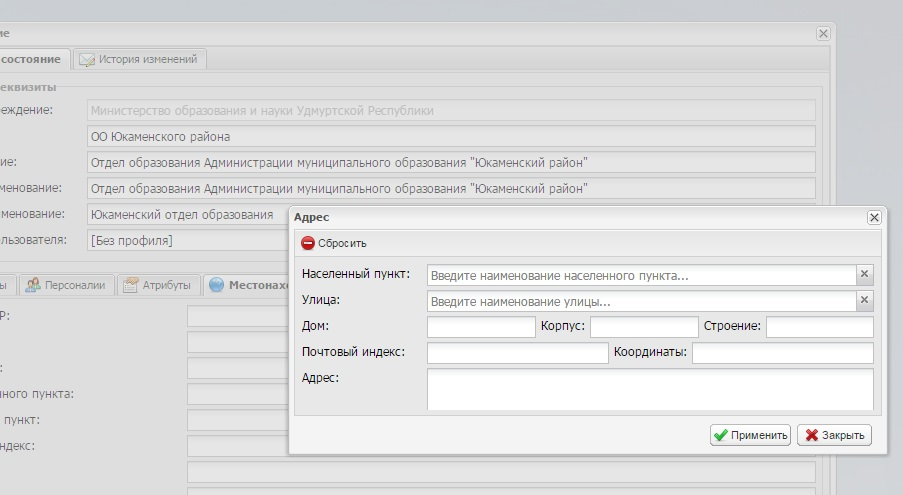 ие
состояние История изменений
еквизиты
реждение: Министерство образования и науки Удмуртской Республики
ОО Юкаменского района
ие: Отдел образования Администрации муниципального образования "Юкаменский район"
менование: Отдел образования Администрации муниципального образования "Юкаменский район"
именование: Юкаменский отдел образования
ользователя: [Без профиля]
ы Персоналии Атрибуты Местонахо
Р:
:
нного пункта:
пункт:
ндекс:
Адрес
Сбросить
Населенный пункт: Введите наименование населенного пункта...
Улица: Введите наименование улицы...
Дом: Корпус: Строение:
Почтовый индекс: Координаты:
Адрес:
Применить Закрыть